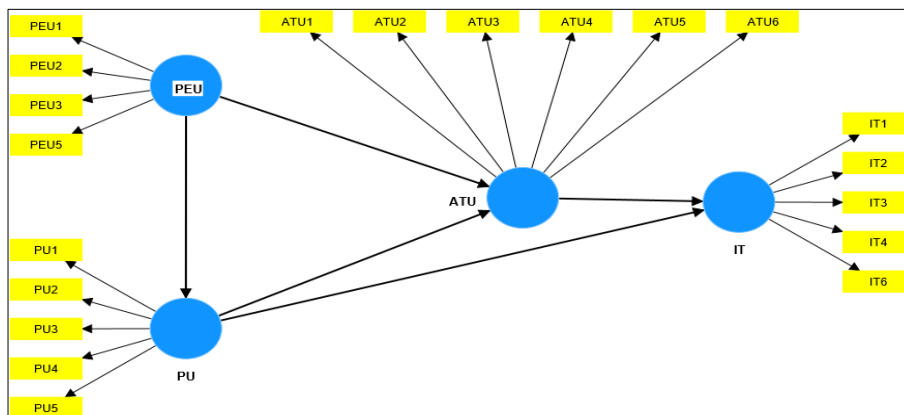 PEU1
PEU2
PEU3
PEU5
PEU
ATU1
ATU2
ATU3
ATU4
ATU5
ATU6
ATU
IT1
IT2
IT3
IT4
IT6
IT
PU1
PU2
PU3
PU4
PU5
PU